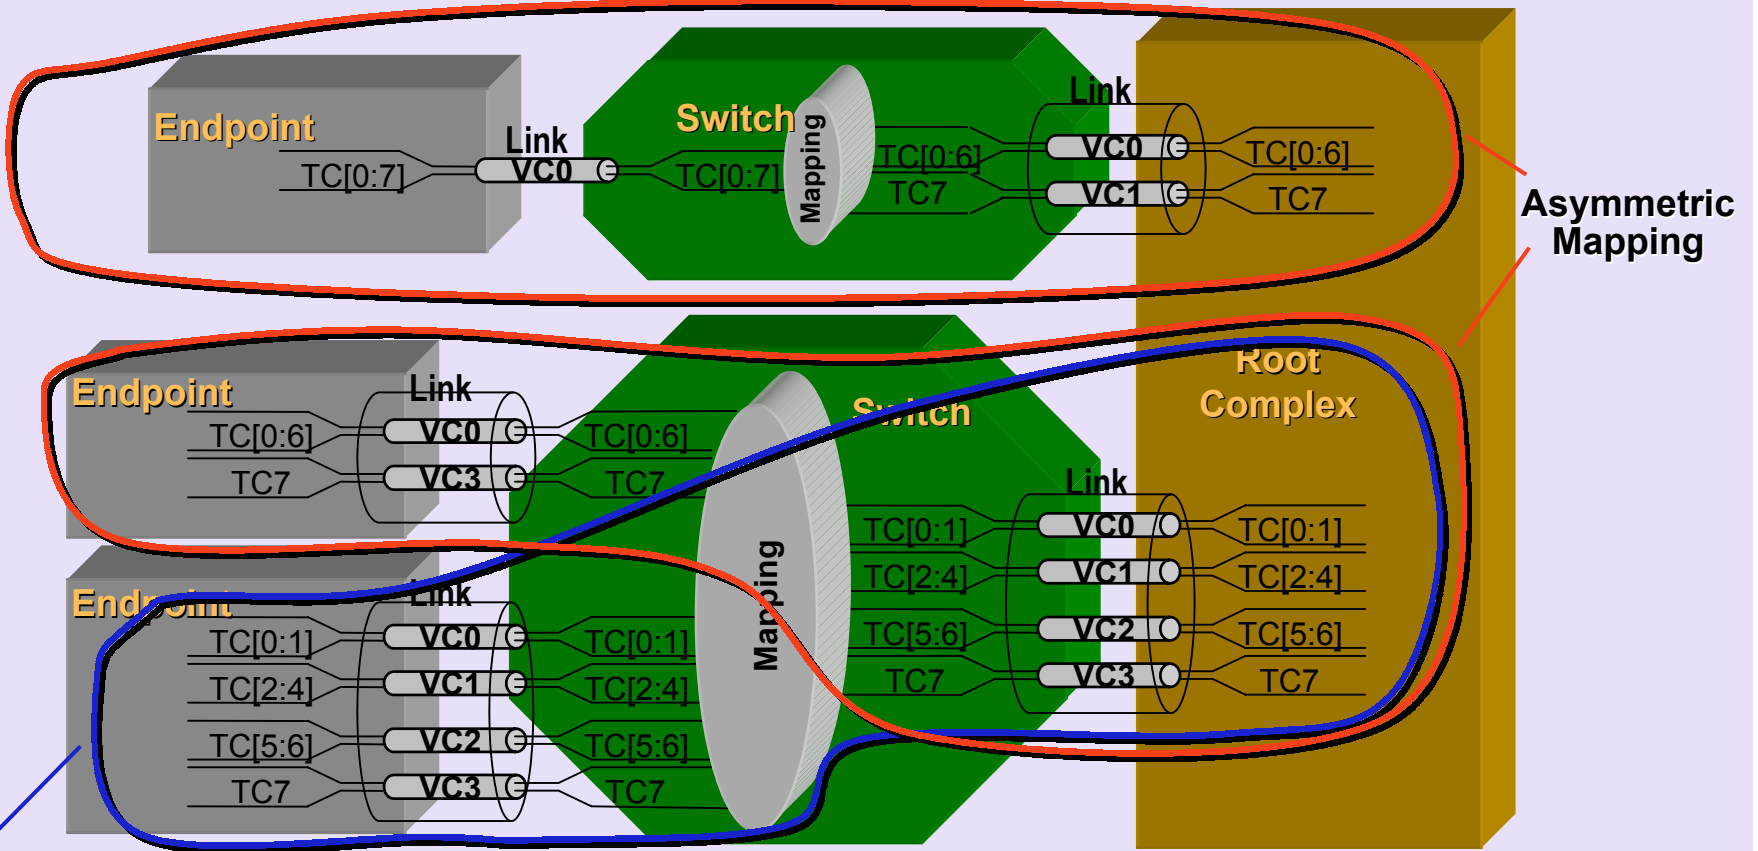 Endpoint
Link
VC0
TC[0:7]
Switch
TC[0:7]
Mapping
TC[0:6]
TC7
Link
VC0
VC1
TC[0:6]
TC7
Asymmetric
Mapping
Endpoint
Link
TC[0:6]
VC0
TC[0:6]
TC7
VC3
TC7
Endpoint
Link
TC[0:1]
VC0
TC[0:1]
TC[2:4]
VC1
TC[2:4]
TC[5:6]
VC2
TC[5:6]
TC7
VC3
TC7
Mapping
Switch
Link
TC[0:1]
VC0
TC[0:1]
TC[2:4]
VC1
TC[2:4]
TC[5:6]
VC2
TC[5:6]
TC7
VC3
TC7
Root
Complex